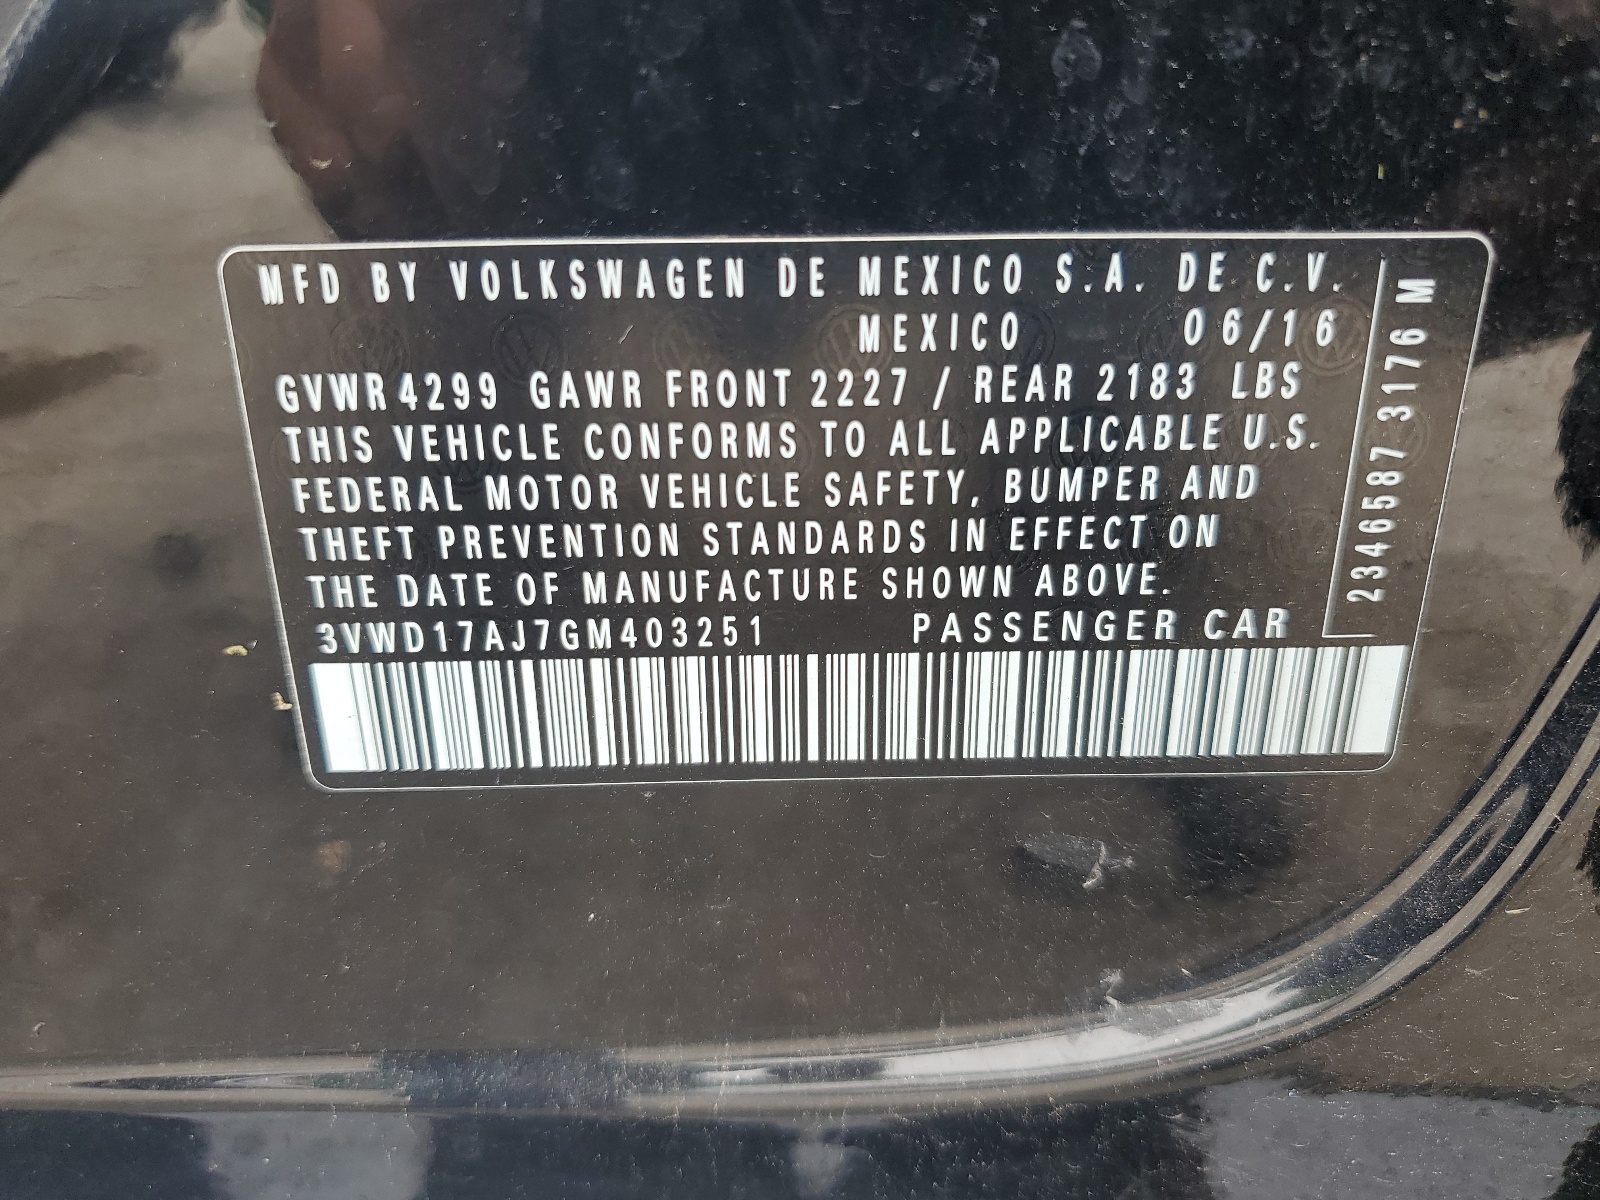 MFD BY VOLKSWAGEN DE MEXICO S.A. DE C.V.
MEXICO 06/16
GVWR 4299 GAWR FRONT 2227 / REAR 2183 LBS
THIS VEHICLE CONFORMS TO ALL APPLICABLE U.S.
FEDERAL MOTOR VEHICLE SAFETY, BUMPER AND
THEFT PREVENTION STANDARDS IN EFFECT ON
THE DATE OF MANUFACTURE SHOWN ABOVE.
3VWD17AJ7GM403251 PASSENGER CAR
2346587 3176 M